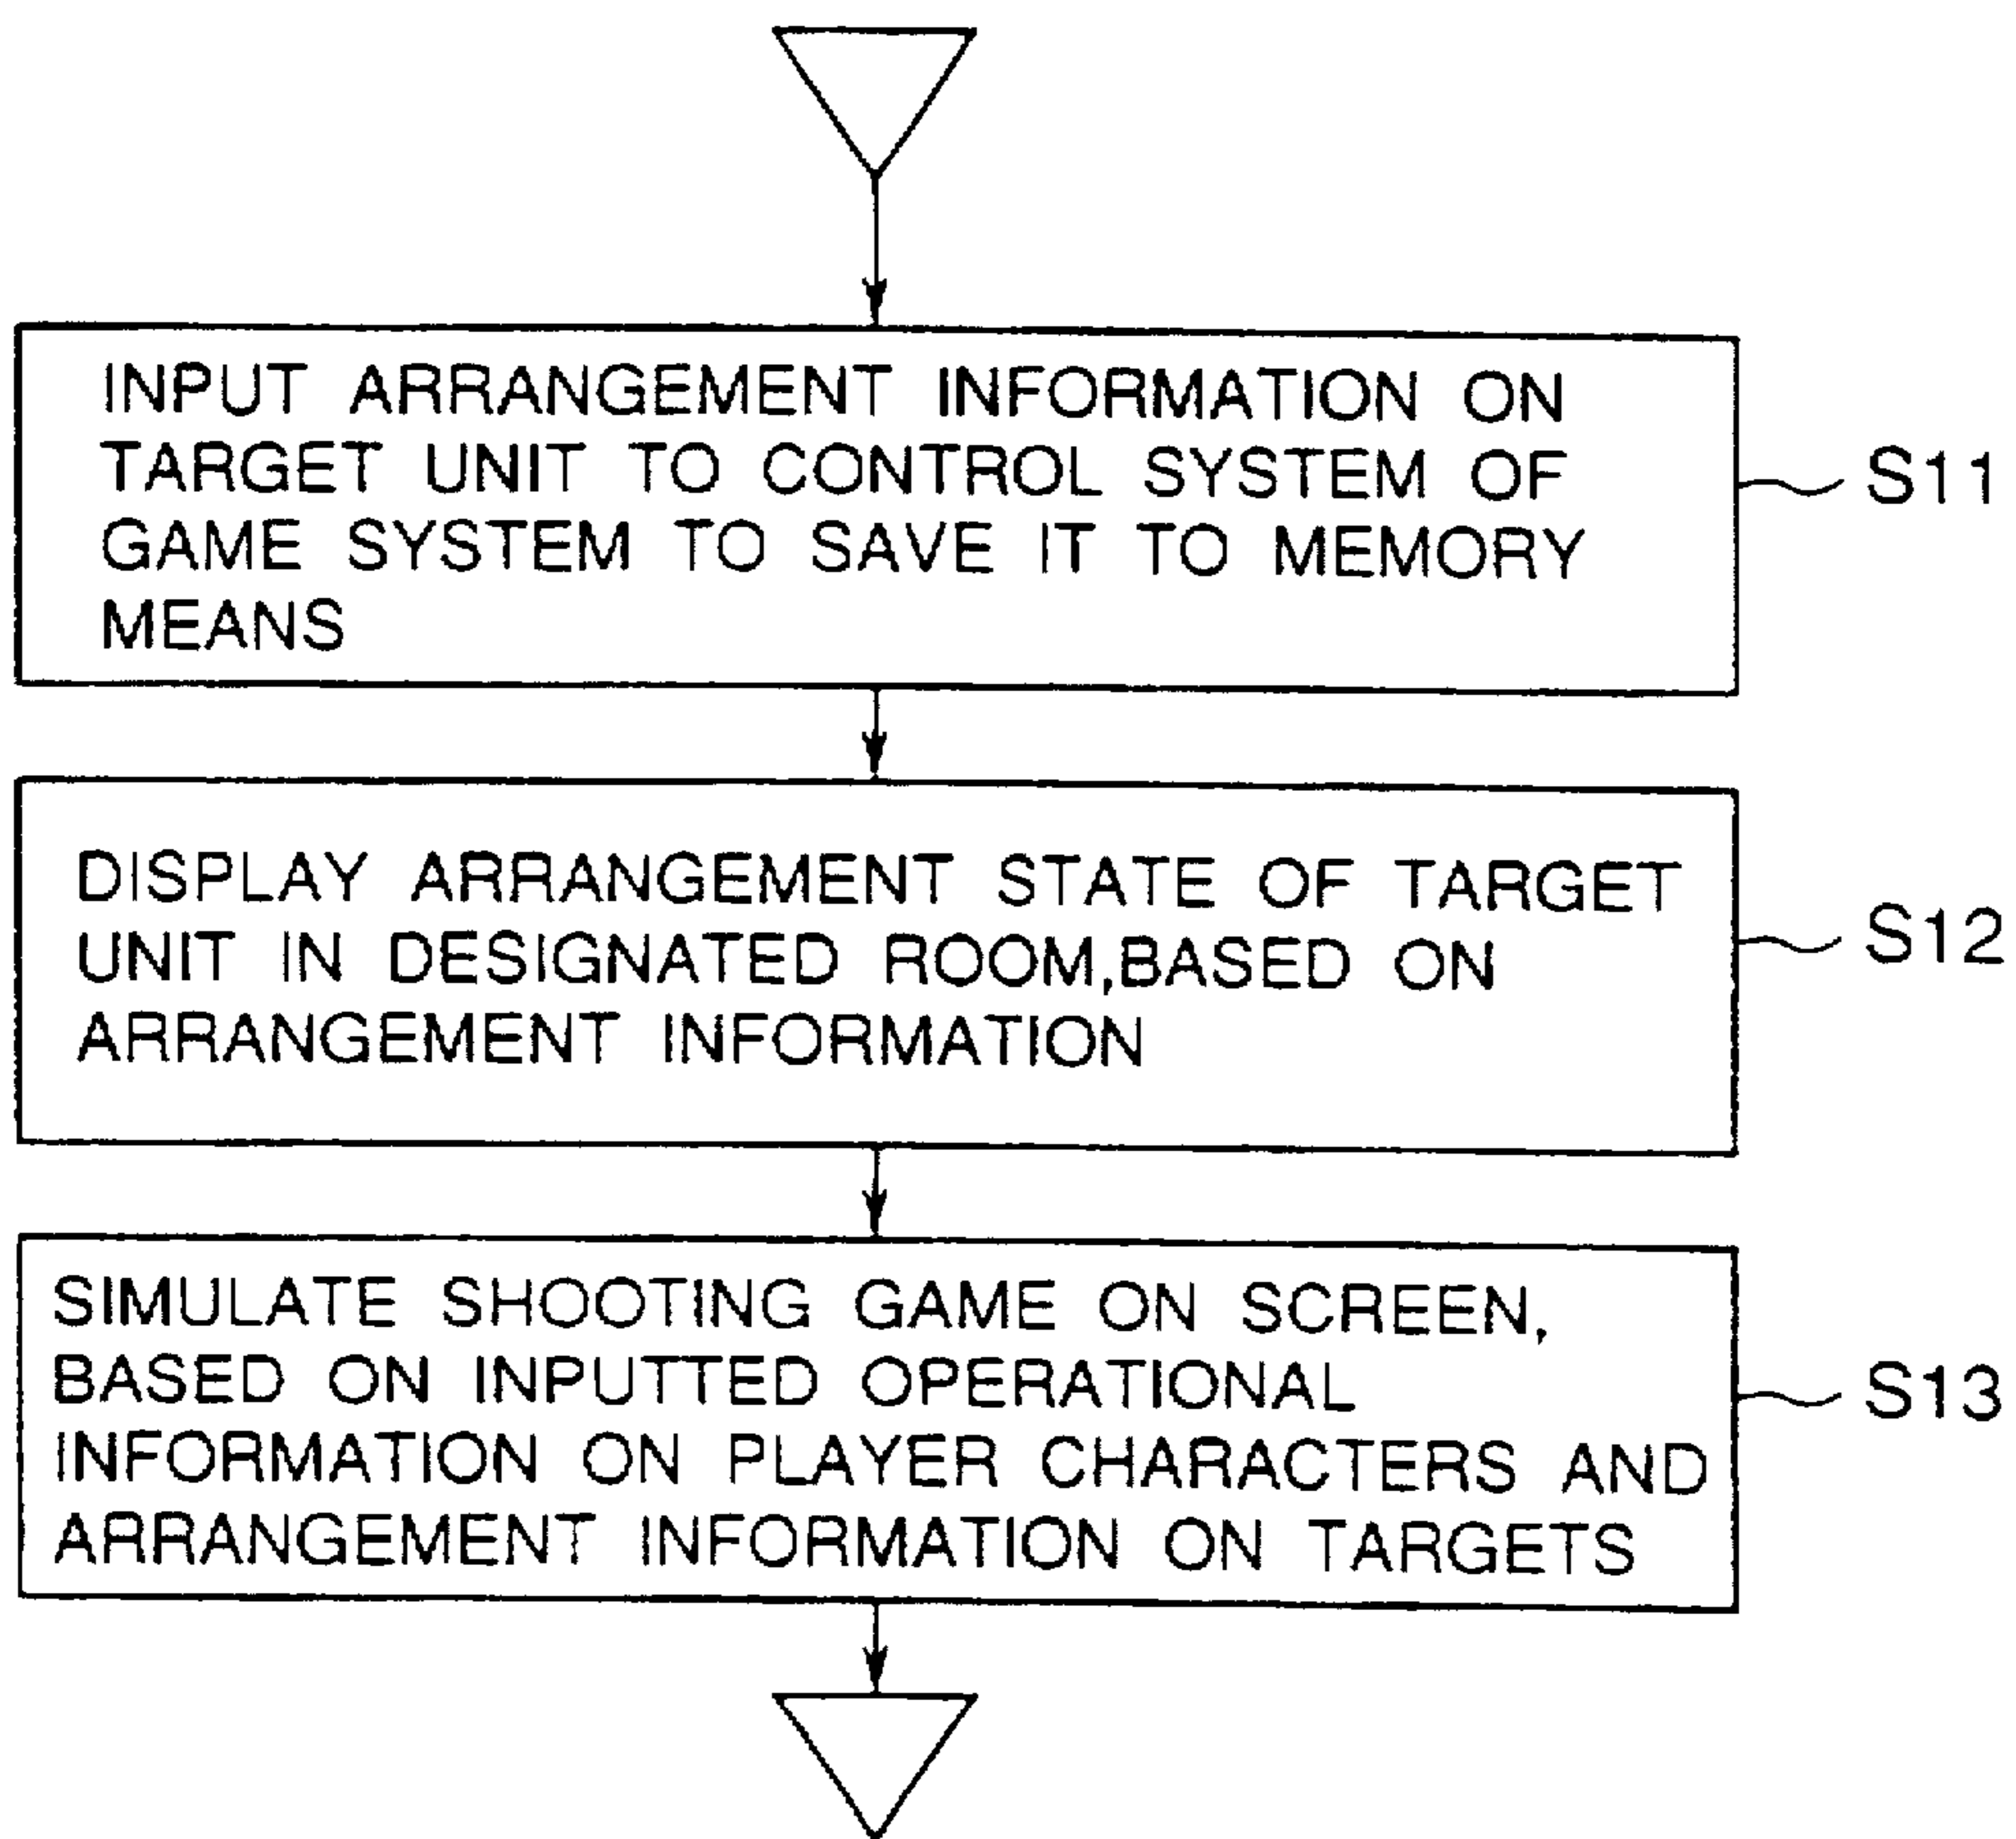 INPUT ARRANGEMENT INFORMATION ON
TARGET UNIT TO CONTROL SYSTEM OF
GAME SYSTEM TO SAVE IT TO MEMORY
MEANS
S11
DISPLAY ARRANGEMENT STATE OF TARGET
UNIT IN DESIGNATED ROOM,BASED ON
ARRANGEMENT INFORMATION
S12
SIMULATE SHOOTING GAME ON SCREEN,
BASED ON INPUTTED OPERATIONAL
INFORMATION ON PLAYER CHARACTERS AND
ARRANGEMENT INFORMATION ON TARGETS
S13